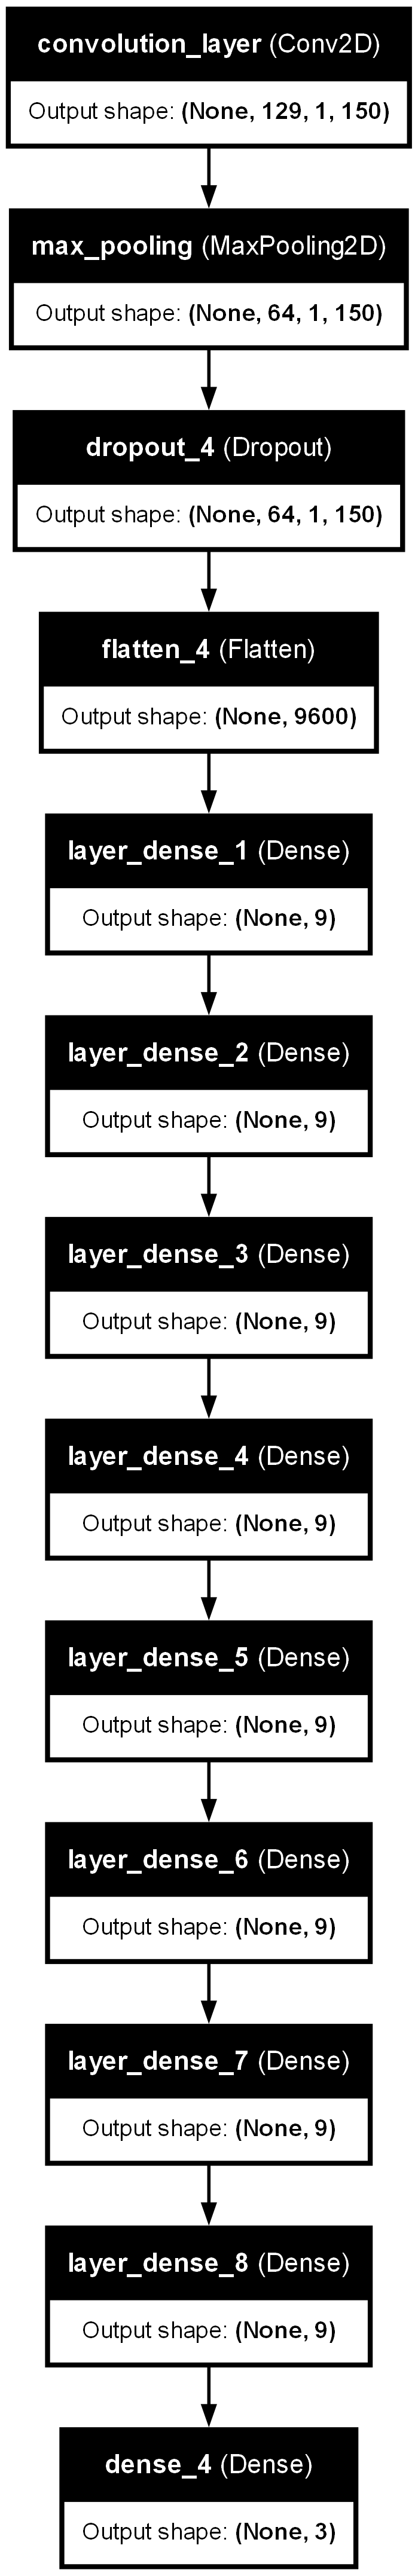 convolution_layer (Conv2D)
Output shape: (None, 129, 1, 150)
max_pooling (MaxPooling2D)
Output shape: (None, 64, 1, 150)
dropout_4 (Dropout)
Output shape: (None, 64, 1, 150)
flatten_4 (Flatten)
Output shape: (None, 9600)
layer_dense_1 (Dense)
Output shape: (None, 9)
layer_dense_2 (Dense)
Output shape: (None, 9)
layer_dense_3 (Dense)
Output shape: (None, 9)
layer_dense_4 (Dense)
Output shape: (None, 9)
layer_dense_5 (Dense)
Output shape: (None, 9)
layer_dense_6 (Dense)
Output shape: (None, 9)
layer_dense_7 (Dense)
Output shape: (None, 9)
layer_dense_8 (Dense)
Output shape: (None, 9)
dense_4 (Dense)
Output shape: (None, 3)